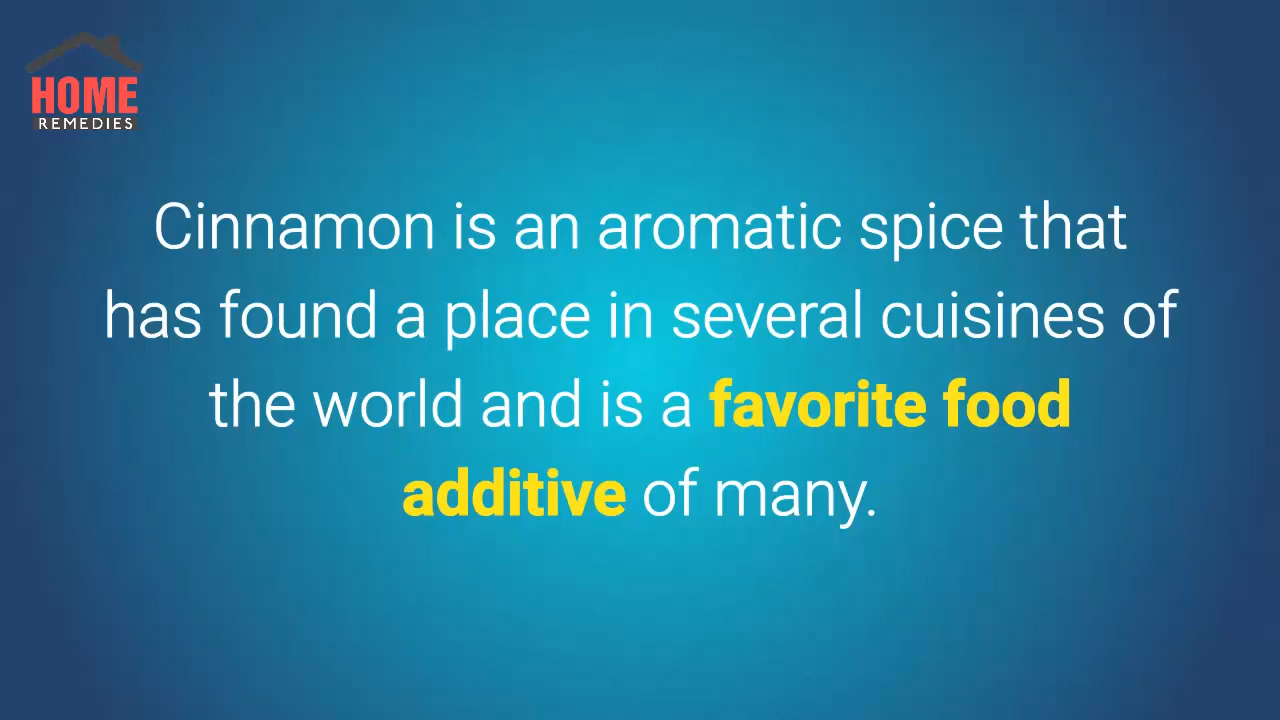 HOME
REMEDIES
Cinnamon is an aromatic spice that
has found a place in several cuisines of
the world and is a favorite food
additive of many.